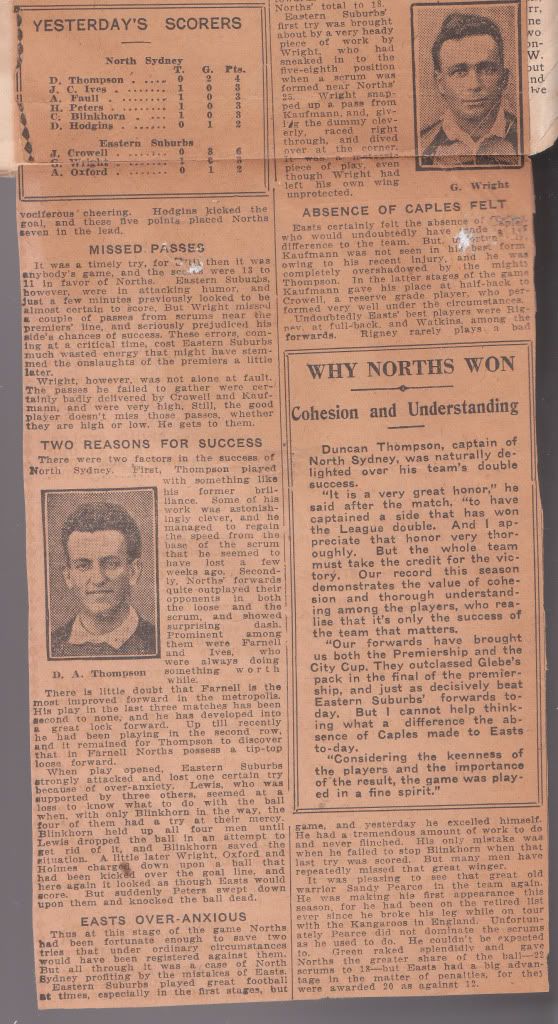 YESTERDAY'S SCORERS
North Sydney
T. G. Pts.
D. Thompson . ..... 0 2 4
J. C. Ives . ....... 1 0 3
A. Faull ....... 1 0 3
H. Peters . ....... 1 0 3
C. Blinkhorn ..... 1 0 3
D. Hodgins ..... 0 1 2
Eastern Suburbs
J. Crowell ....... 0 3 6
G. Wright . ....... 1 0 3
A. Oxford . ....... 0 1 2
vociferous cheering. Hodgins kicked the
goal, and these five points placed Norths
seven in the lead.
MISSED PASSES
It was a timely try, for then it was
anybody's game, and the were 13 to
11 in favor of Norths. Eastern Suburbs,
however, were in attacking humor, and
just a few minutes previously looked to be
almost certain to score. But Wright missed
a couple of passes from scrums near the
premiers' line, and seriously prejudiced his
side's chances of success. These errors, com-
ing at a critical time, cost Eastern Suburbs
much wasted energy that might have stem-
med the onslaughts of the premiers a little
later.
Wright, however, was not alone at fault.
The passes he failed to gather were cer-
tainly badly delivered by Crowell and Kauf-
mann, and were very high. Still, the good
player doesn't miss those passes, whether
they are high or low. He gets to them.
TWO REASONS FOR SUCCESS
There were two factors in the success of
North Sydney. First, Thompson played
with something like
his former bril-
liance. Some of his
work was astonish-
ingly clever, and he
managed to regain
the speed from the
base of the scrum
that he seemed to
have lost a few
weeks ago. Second-
ly, Norths' forwards
quite outplayed their
opponents in both
the loose and the
scrum, and showed
surprising dash.
Prominent among
them were Farnell
and Ives, who
were always doing
something worth
while.
D. A. Thompson
There is little doubt that Farnell is the
most improved forward in the metropolis.
His play in the last three matches has been
second to none, and he has developed into
a great lock forward. Up till recently
he had been playing in the second row,
and it remained for Thompson to discover
that in Farnell Norths possess a tip-top
loose forward.
When play opened, Eastern Suburbs
strongly attacked and lost one certain try
because of over-anxiety. Lewis, who was
supported by three others, seemed at a
loss to know what to do with the ball
when, with only Blinkhorn in the way, the
four of them had a try at their mercy.
Blinkhorn held up all four men until
Lewis dropped the ball in an attempt to
get rid of it, and Blinkhorn saved the
situation. A little later Wright, Oxford and
Holmes charged down upon a ball that
had been kicked over the goal line, and
here again it looked as though Easts would
score. But suddenly Peters swept down
upon them and knocked the ball dead.
EASTS OVER-ANXIOUS
Thus at this stage of the game Norths
had been fortunate enough to save two
tries that under ordinary circumstances
would have been registered against them.
But all through it was a case of North
Sydney profiting by the mistakes of Easts.
Eastern Suburbs played great football
at times, especially in the first stages, but
Norths' total to 18.
Eastern Suburbs'
first try was brought
about by a very heady
piece of work by
Wright, who had
sneaked in to the
five-eighth position
when a scrum was
formed near Norths'
25. Wright snap-
ped up a pass from
Kaufmann, and, giv-
ing the dummy clev-
erly, raced right
through, and dived
over at the corner.
It was a
piece of play, even
though Wright had
left his own wing
unprotected.
G. Wright
ABSENCE OF CAPLES FELT
Easts certainly felt the absence of Caples,
who would undoubtedly have made a
difference to the team. But,
Kaufmann was not seen in his best form
owing to his recent injury, and he was
completely overshadowed by the mighty
Thompson. In the latter stages of the game
Kaufmann gave his place at half-back to
Crowell, a reserve grade player, who per-
formed very well under the circumstances.
Undoubtedly Easts' best players were Rig-
ney, at full-back, and Watkins, among the
forwards. Rigney rarely plays a bad
WHY NORTHS WON
Cohesion and Understanding
Duncan Thompson, captain of
North Sydney, was naturally de-
lighted over his team's double
success.
"It is a very great honor," he
said after the match, "to have
captained a side that has won
the League double. And I ap-
preciate that honor very thor-
oughly. But the whole team
must take the credit for the vic-
tory. Our record this season
demonstrates the value of cohe-
sion and thorough understand-
ing among the players, who rea-
lise that it's only the success of
the team that matters.
"Our forwards have brought
us both the Premiership and the
City Cup. They outclassed Glebe's
pack in the final of the premier-
ship, and just as decisively beat
Eastern Suburbs' forwards to-
day. But I cannot help think-
ing what a difference the ab-
sence of Caples made to Easts
to-day.
"Considering the keenness of
the players and the importance
of the result, the game was play-
ed in a fine spirit."
game, and yesterday he excelled himself.
He had a tremendous amount of work to do
and never flinched. His only mistake was
when he failed to stop Blinkhorn when that
last try was scored. But many men have
repeatedly missed that great winger.
It was pleasing to see that great old
warrior Sandy Pearce in the team again.
He was making his first appearance this
season, for he had been on the retired list
ever since he broke his leg while on tour
with the Kangaroos in England. Unfortun-
ately Pearce did not dominate the scrums
as he used to do. He couldn't be expected
to. Green raked splendidly and gave
Norths the greater share of the ball—22
scrums to 18—but Easts had a big advan-
tage in the matter of penalties, for they
were awarded 20 as against 12.